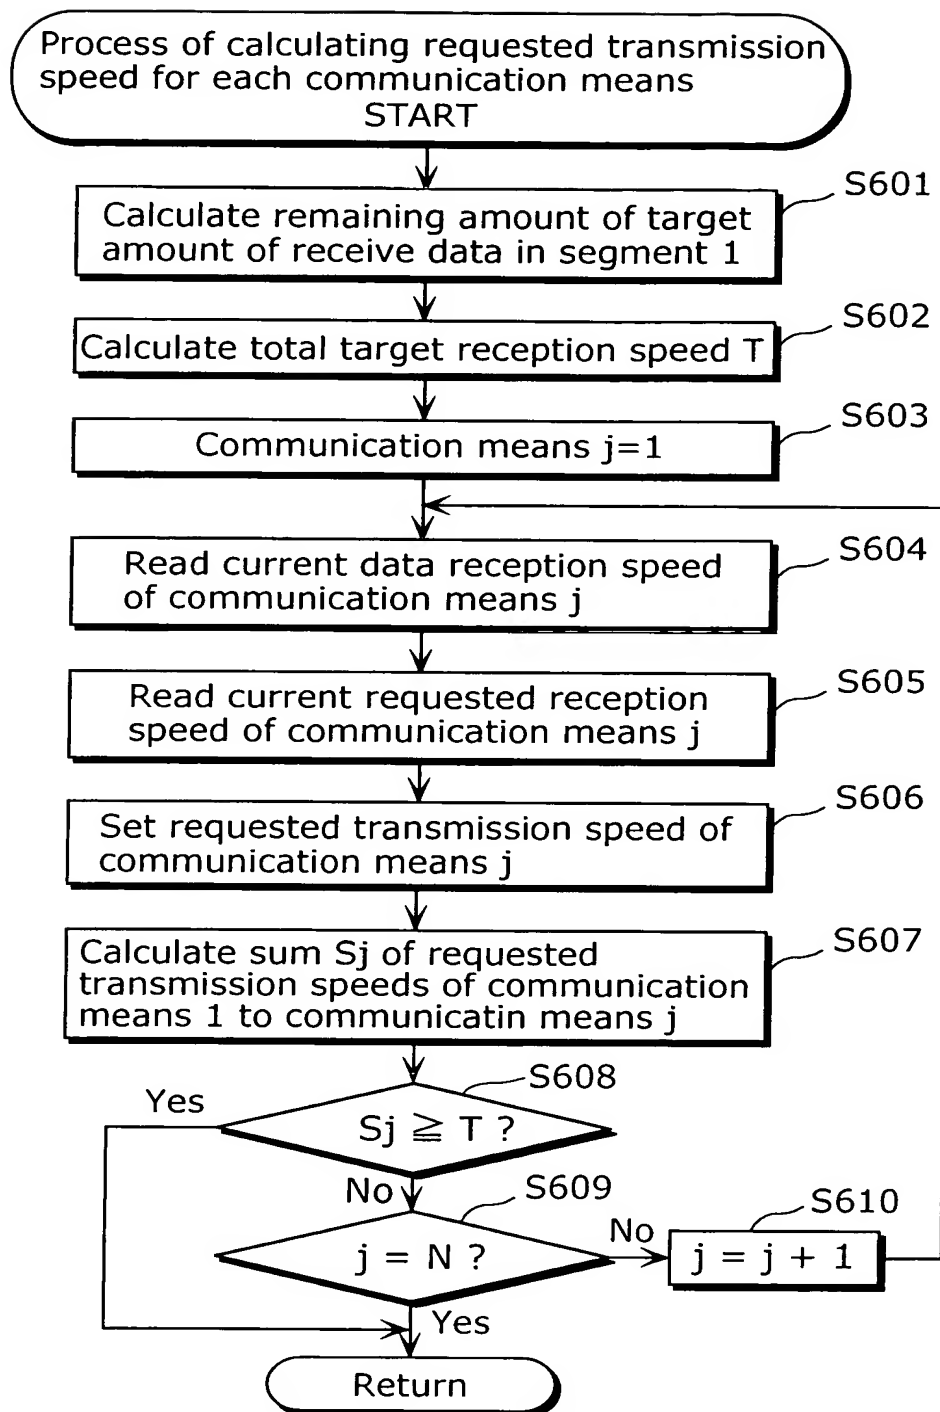 Process of calculating requested transmission
speed for each communication means
START
S601
Calculate remaining amount of target
amount of receive data in segment 1
S602
Calculate total target reception speed T
S603
Communication means j=1
S604
Read current data reception speed
of communication means j
S605
Read current requested reception
speed of communication means j
S606
Set requested transmission speed of
communication means j
S607
Calculate sum Sj of requested
transmission speeds of communication
means 1 to communicatin means j
S608
Yes
Sj ≧ T ?
No
S609
S610
j = N ?
No
j = j + 1
Yes
Return